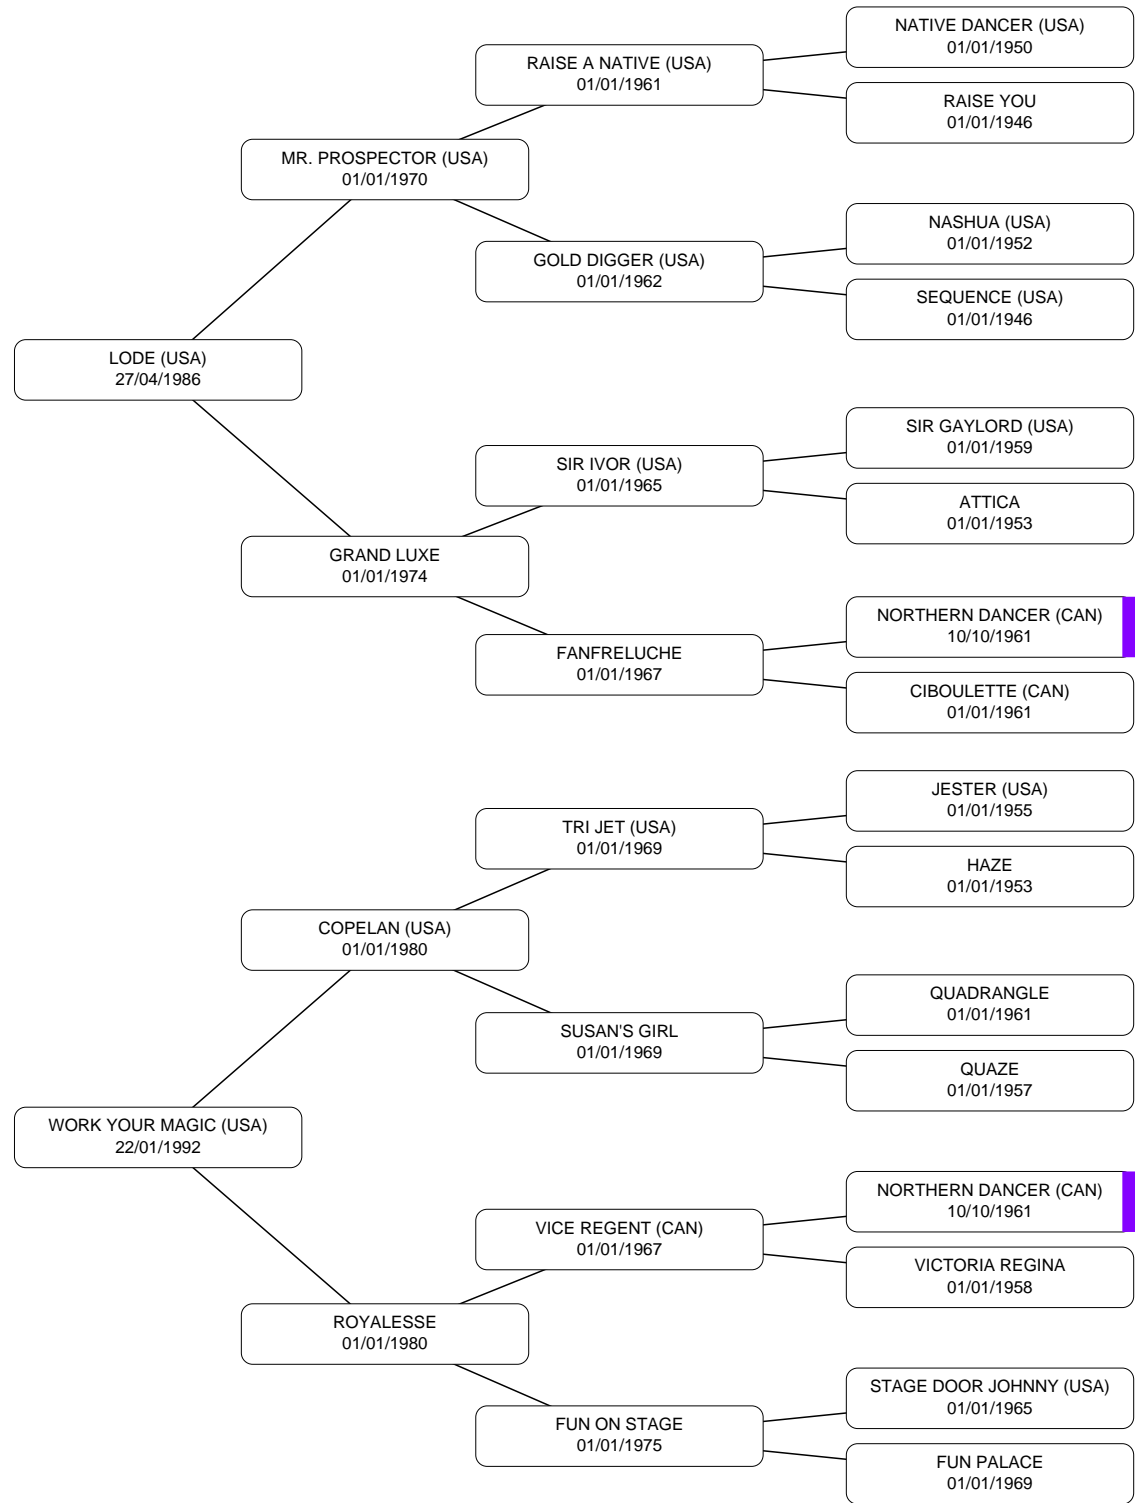 NATIVE DANCER (USA)
01/01/1950
RAISE A NATIVE (USA)
01/01/1961
RAISE YOU
01/01/1946
MR. PROSPECTOR (USA)
01/01/1970
NASHUA (USA)
01/01/1952
GOLD DIGGER (USA)
01/01/1962
SEQUENCE (USA)
01/01/1946
LODE (USA)
27/04/1986
SIR GAYLORD (USA)
01/01/1959
SIR IVOR (USA)
01/01/1965
ATTICA
01/01/1953
GRAND LUXE
01/01/1974
NORTHERN DANCER (CAN)
10/10/1961
FANFRELUCHE
01/01/1967
CIBOULETTE (CAN)
01/01/1961
JESTER (USA)
01/01/1955
TRI JET (USA)
01/01/1969
HAZE
01/01/1953
COPELAN (USA)
01/01/1980
QUADRANGLE
01/01/1961
SUSAN'S GIRL
01/01/1969
QUAZE
01/01/1957
WORK YOUR MAGIC (USA)
22/01/1992
NORTHERN DANCER (CAN)
10/10/1961
VICE REGENT (CAN)
01/01/1967
VICTORIA REGINA
01/01/1958
ROYALESSE
01/01/1980
STAGE DOOR JOHNNY (USA)
01/01/1965
FUN ON STAGE
01/01/1975
FUN PALACE
01/01/1969